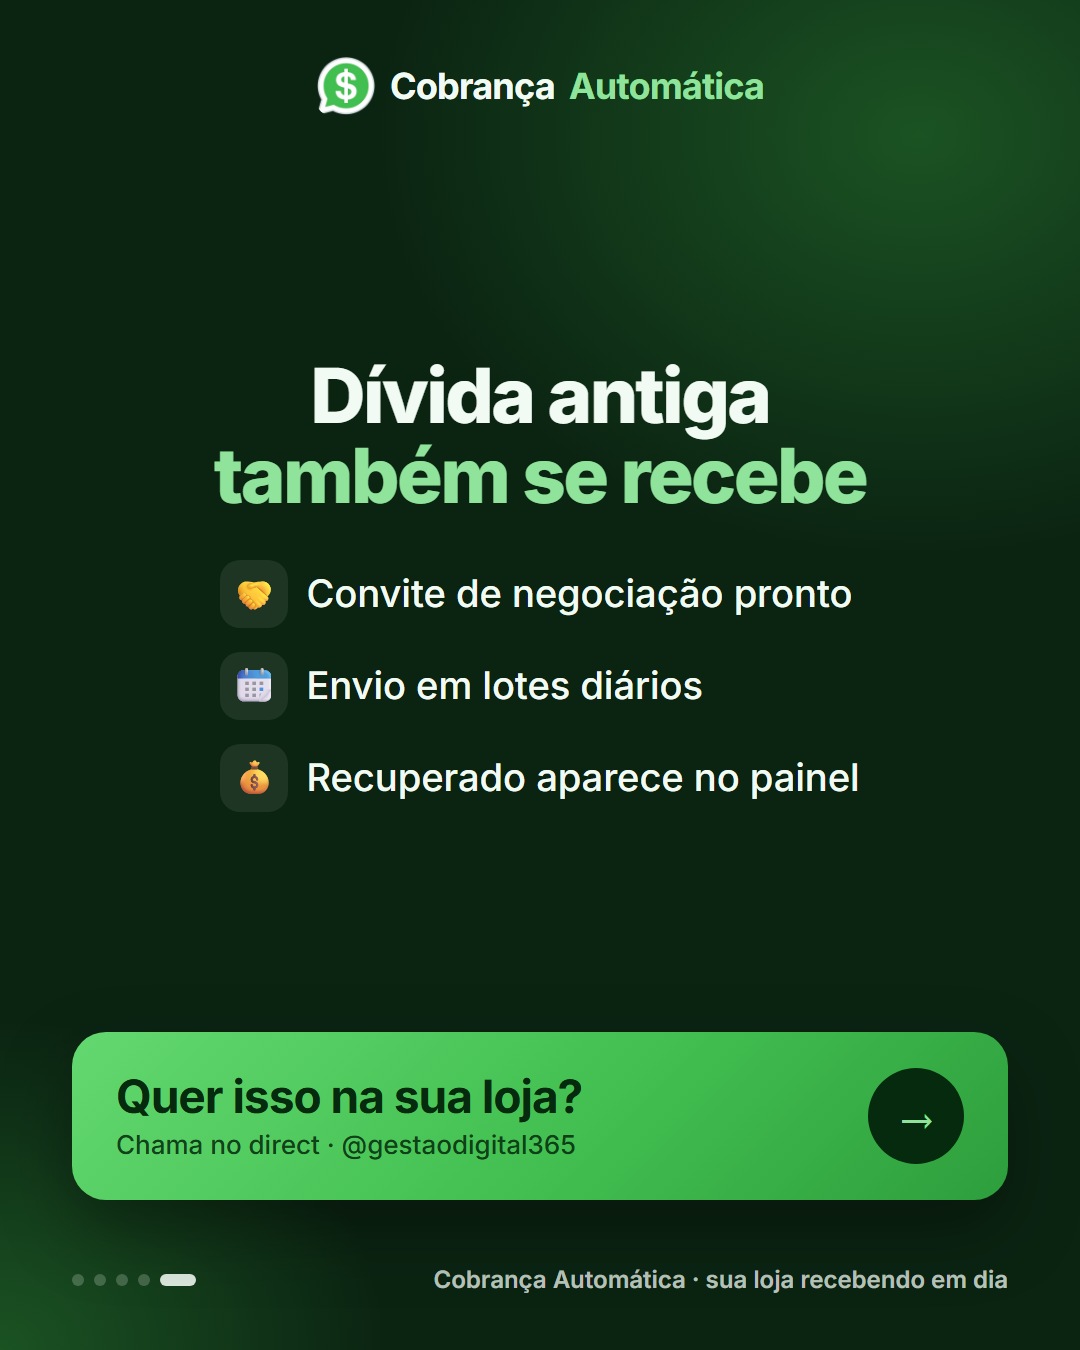 Cobrança Automática
Dívida antiga
também se recebe
Convite de negociação pronto
Envio em lotes diários
Recuperado aparece no painel
Quer isso na sua loja?
Chama no direct · @gestaodigital365
Cobrança Automática · sua loja recebendo em dia